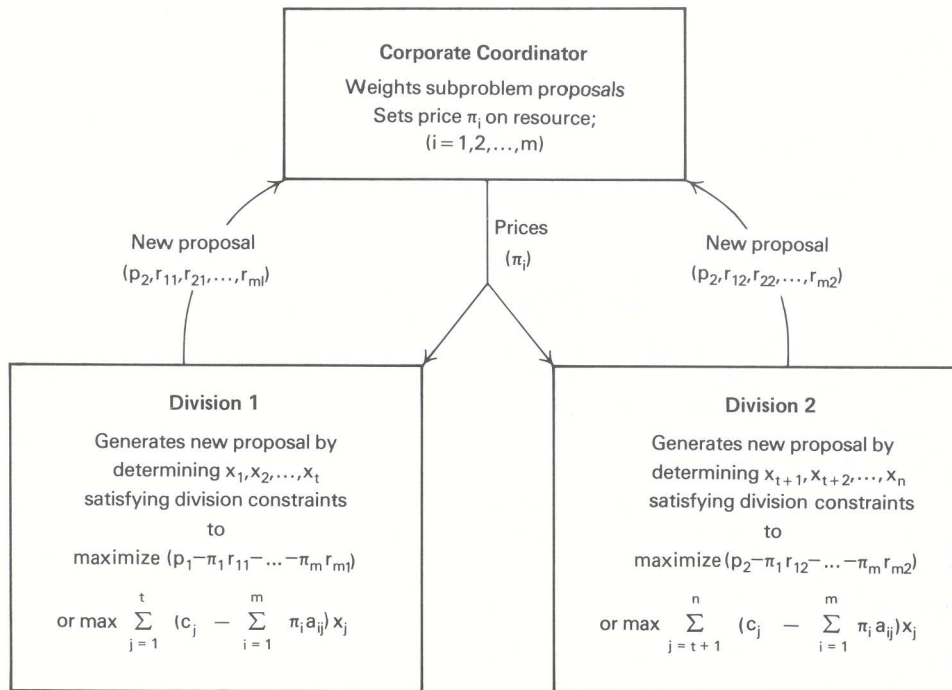 Corporate Coordinator
Weights subproblem proposals
Sets price π_i on resource;
(i = 1,2,...,m)
New proposal
(p_2,r_11,r_21,...,r_ml)
Prices
(π_i)
New proposal
(p_2,r_12,r_22,...,r_m2)
Division 1
Generates new proposal by
determining x_1,x_2,...,x_t
satisfying division constraints
to
maximize (p_1−π_1 r_11−...−π_m r_m1)
or max ∑_{j = 1}^{t} (c_j − ∑_{i = 1}^{m} π_i a_ij) x_j
Division 2
Generates new proposal by
determining x_{t+1},x_{t+2},...,x_n
satisfying division constraints
to
maximize (p_2−π_1 r_12−...−π_m r_m2)
or max ∑_{j = t + 1}^{n} (c_j − ∑_{i = 1}^{m} π_i a_ij) x_j